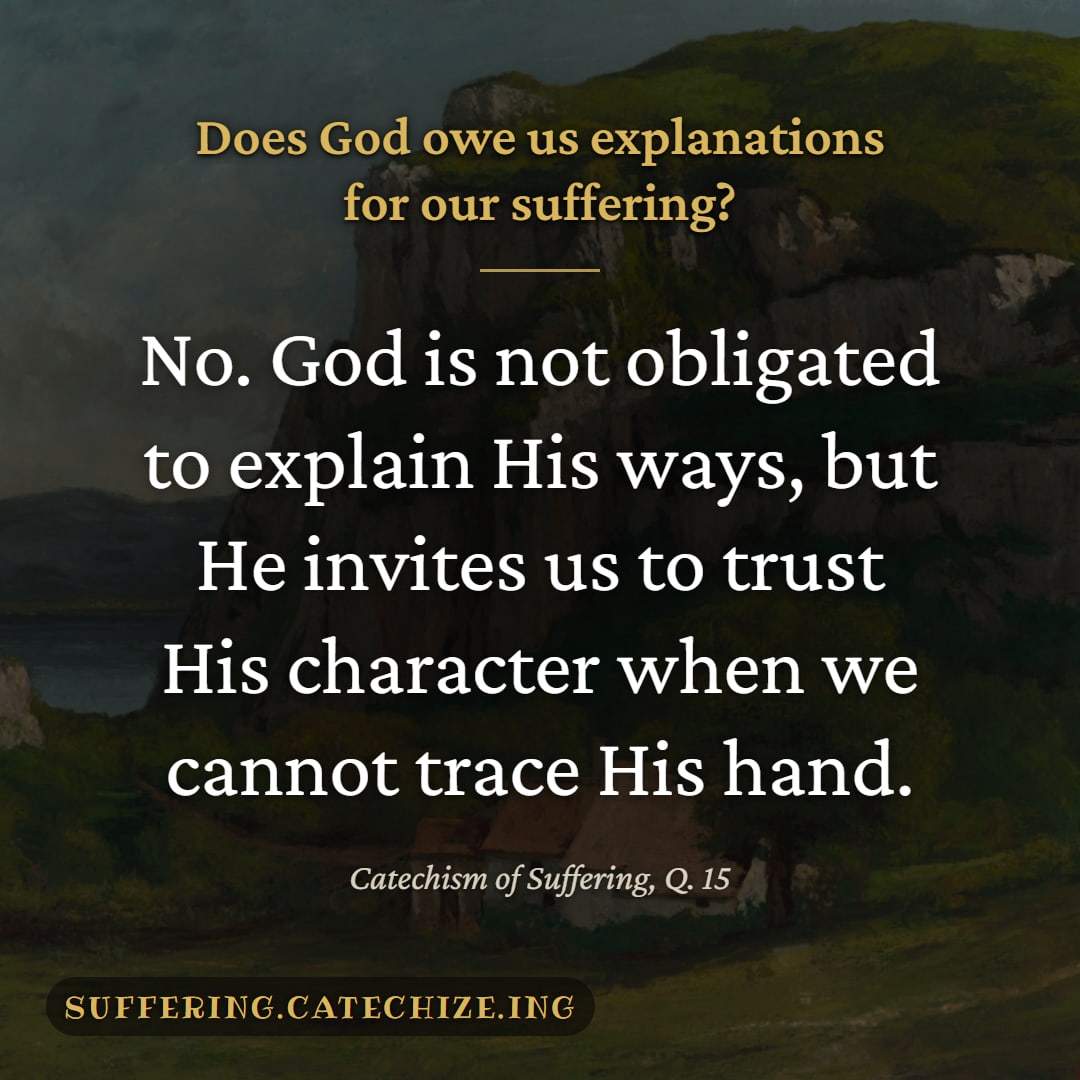 Does God owe us explanations
for our suffering?
No. God is not obligated
to explain His ways, but
He invites us to trust
His character when we
cannot trace His hand.
Catechism of Suffering, Q. 15
SUFFERING.CATECHIZE.ING